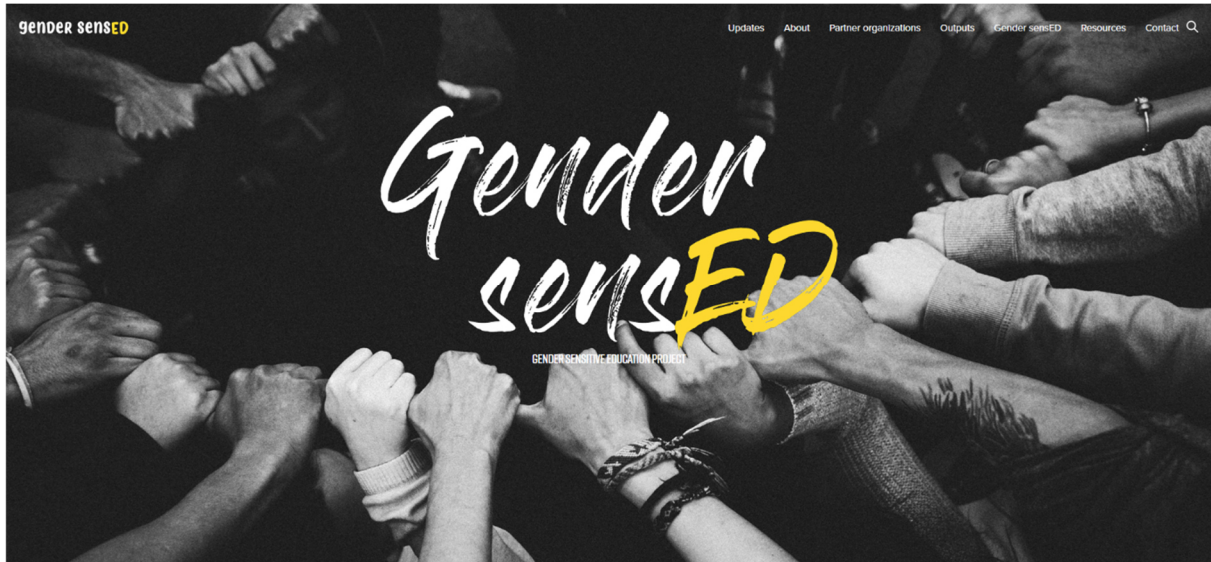 gender sensED
Updates About Partner organizations Outputs Gender sensED Resources Contact
Gender
sensED
GENDER SENSITIVE EDUCATION PROJECT